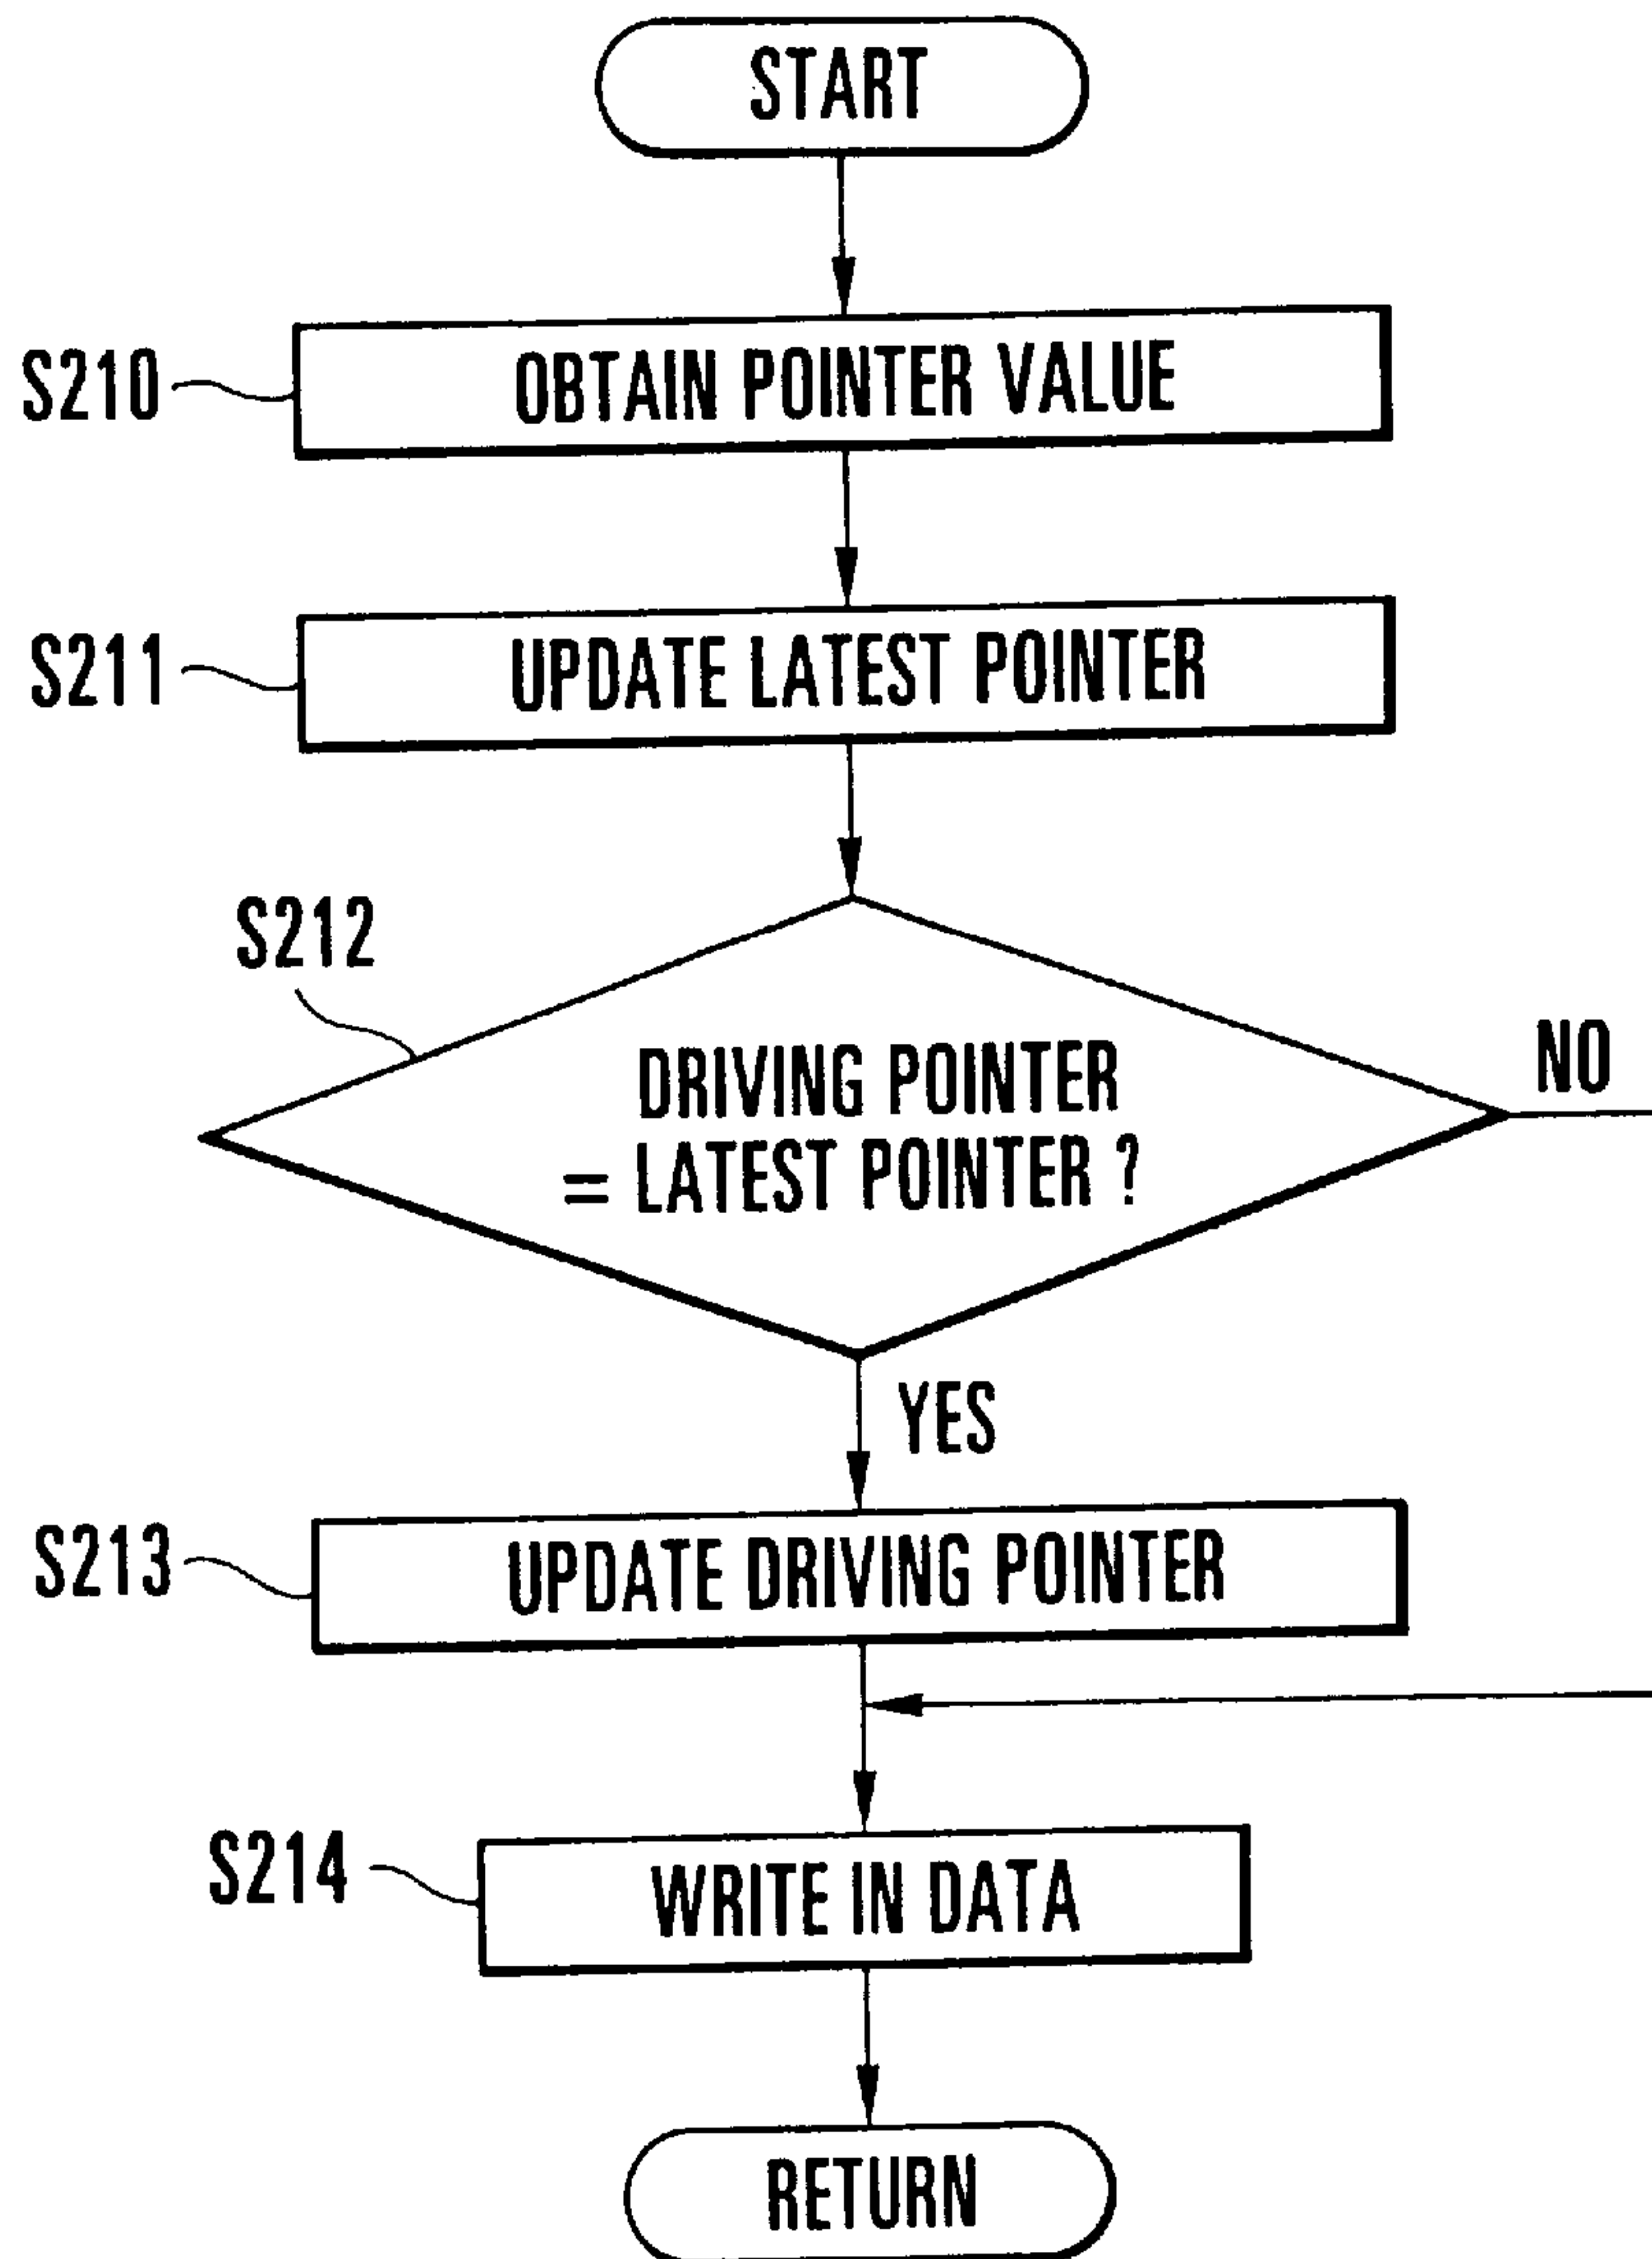 START
S210
OBTAIN POINTER VALUE
S211
UPDATE LATEST POINTER
S212
DRIVING POINTER
= LATEST POINTER ?
NO
YES
S213
UPDATE DRIVING POINTER
S214
WRITE IN DATA
RETURN